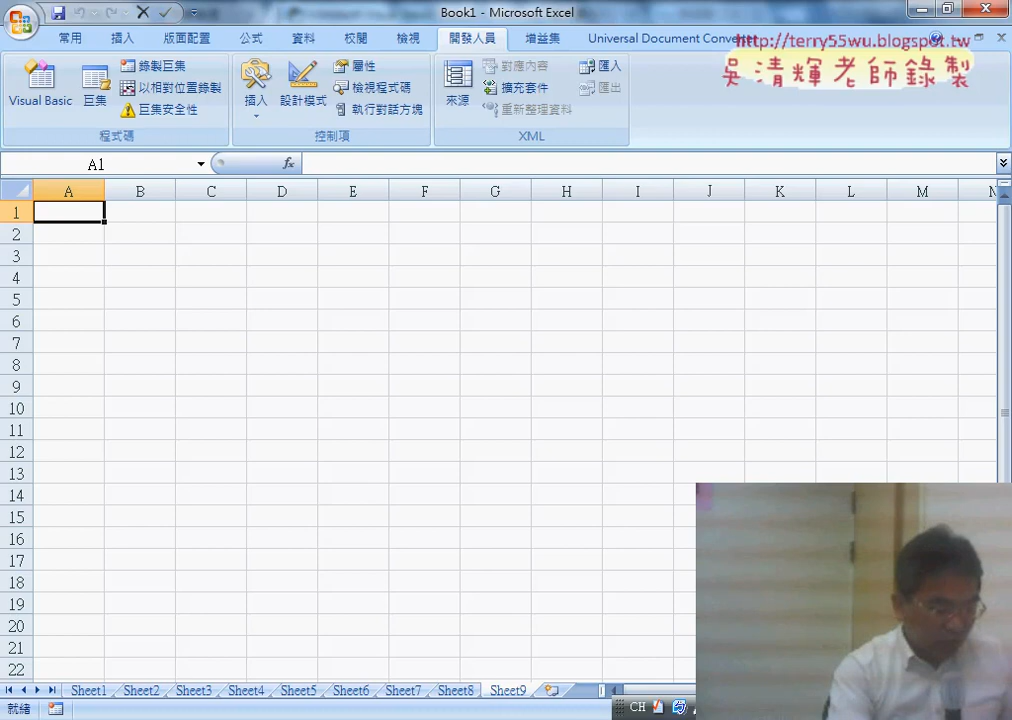 Book1 - Microsoft Excel
常用 插入 版面配置 公式 資料 校閱 檢視 開發人員 增益集 Universal Document Conve
http://terry55wu.blogspot.tw
吳清輝老師錄製
Visual Basic 巨集 錄製巨集 以相對位置錄製 巨集安全性
插入 設計模式 屬性 檢視程式碼 執行對話方塊
來源 對應內容 擴充套件 重新整理資料 匯入 匯出
程式碼 控制項 XML
A1 fx
A B C D E F G H I J K L M N
1
2
3
4
5
6
7
8
9
10
11
12
13
14
15
16
17
18
19
20
21
22
Sheet1 Sheet2 Sheet3 Sheet4 Sheet5 Sheet6 Sheet7 Sheet8 Sheet9
就緒 CH